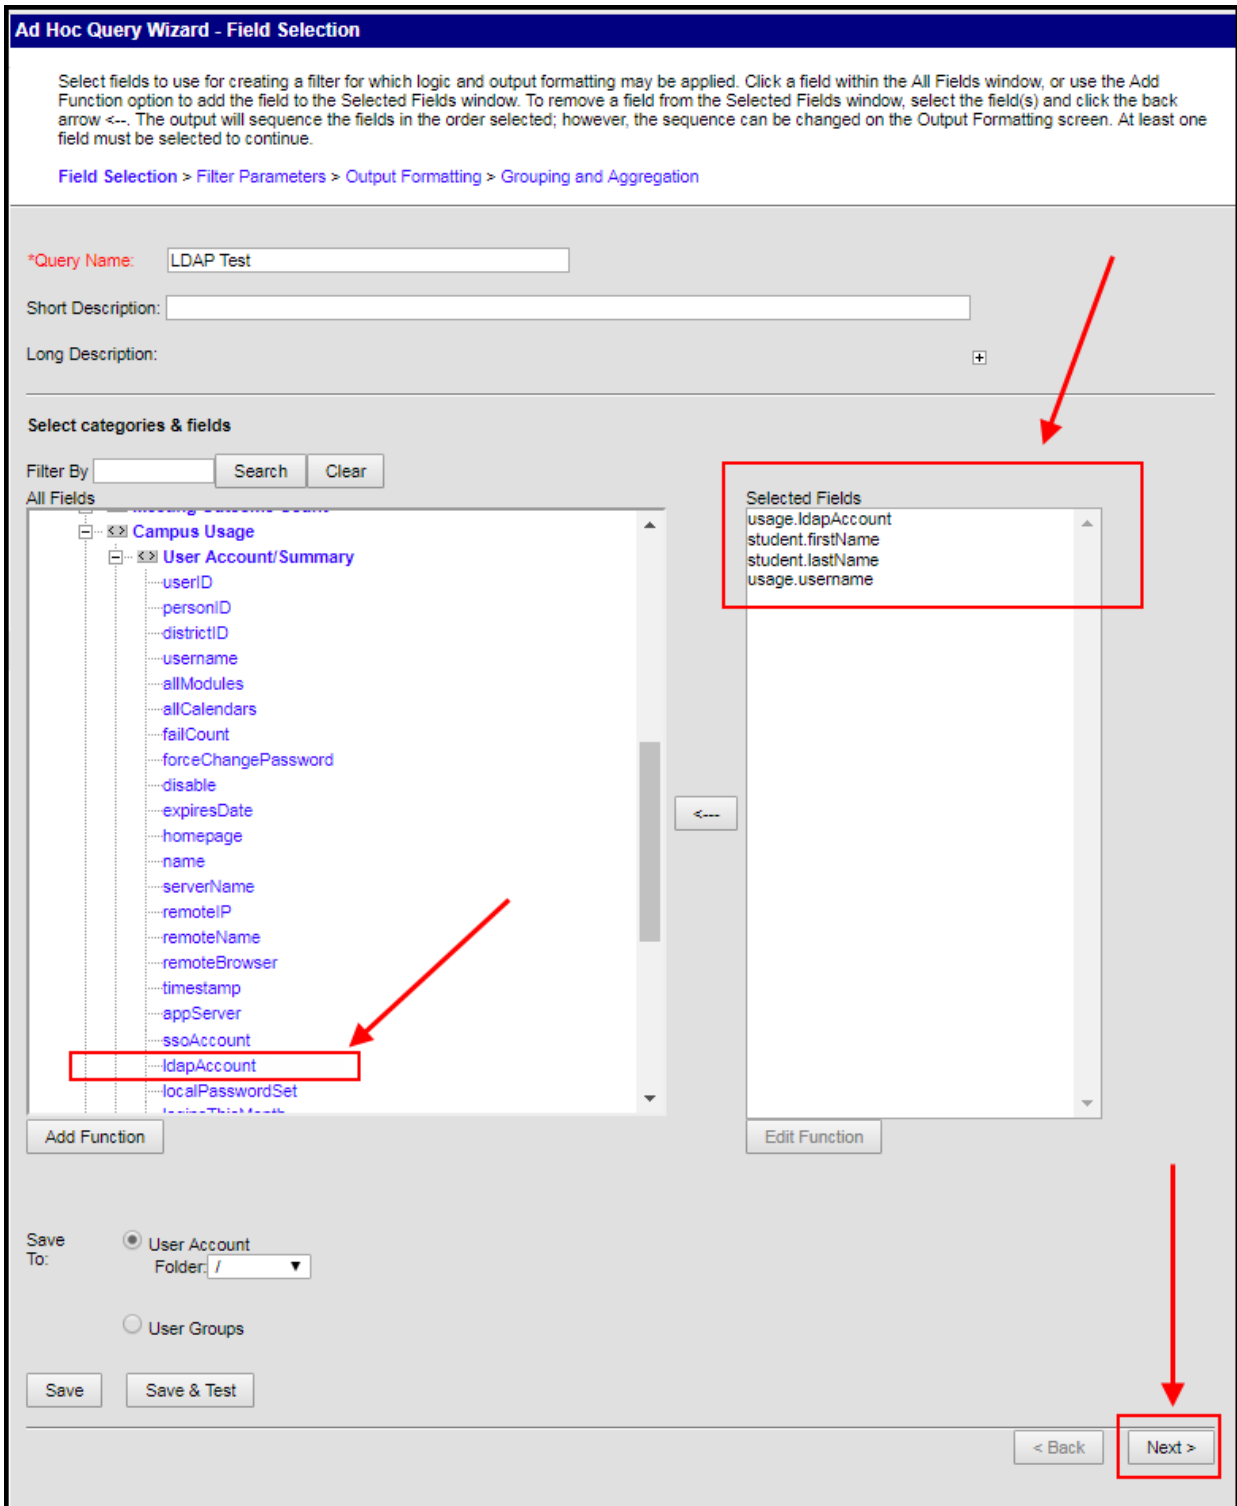 Ad Hoc Query Wizard - Field Selection
Select fields to use for creating a filter for which logic and output formatting may be applied. Click a field within the All Fields window, or use the Add
Function option to add the field to the Selected Fields window. To remove a field from the Selected Fields window, select the field(s) and click the back
arrow <--. The output will sequence the fields in the order selected; however, the sequence can be changed on the Output Formatting screen. At least one
field must be selected to continue.
Field Selection > Filter Parameters > Output Formatting > Grouping and Aggregation
*Query Name: LDAP Test
Short Description:
Long Description:
Select categories & fields
Filter By Search Clear
All Fields
Campus Usage
User Account/Summary
userID
personID
districtID
username
allModules
allCalendars
failCount
forceChangePassword
disable
expiresDate
homepage
name
serverName
remoteIP
remoteName
remoteBrowser
timestamp
appServer
ssoAccount
ldapAccount
localPasswordSet
Add Function
<---
Selected Fields
usage.ldapAccount
student.firstName
student.lastName
usage.username
Edit Function
Save
To:
User Account
Folder: /
User Groups
Save Save & Test
< Back Next >